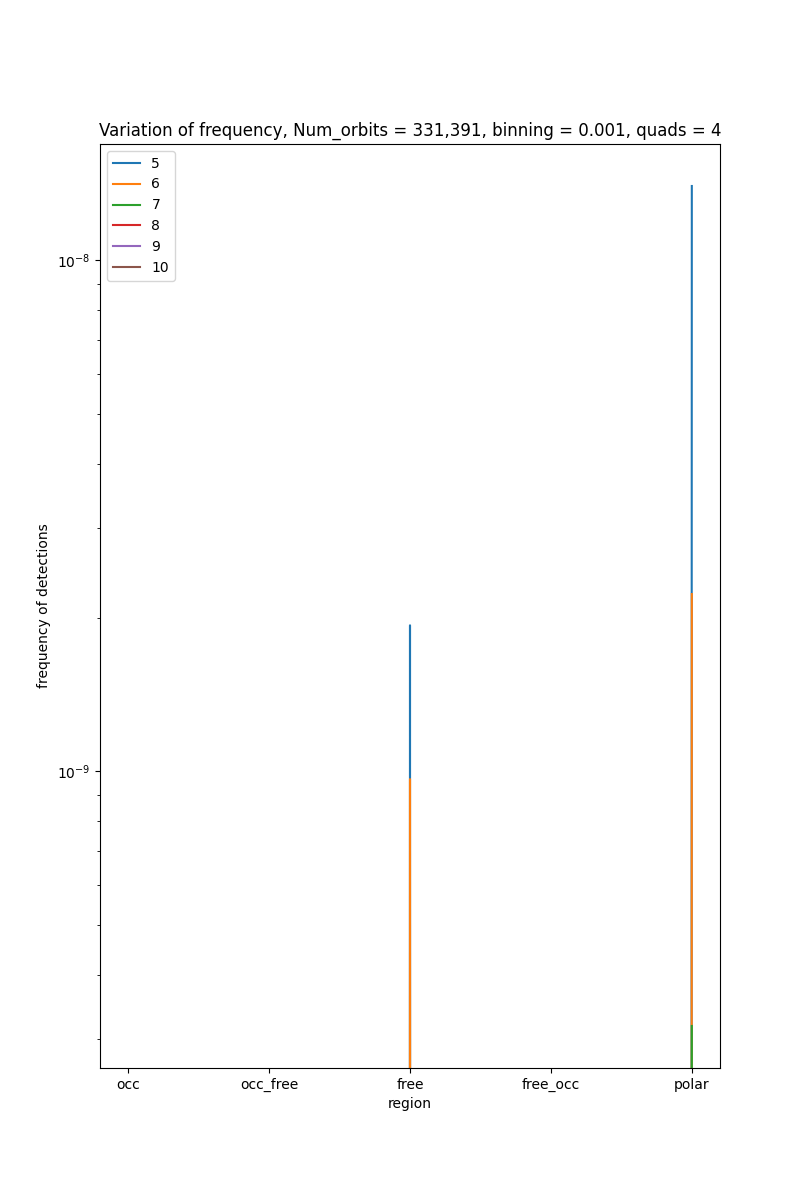 Variation of frequency, Num_orbits = 331,391, binning = 0.001, quads = 4
5
6
7
8
9
10
10⁻⁸
10⁻⁹
frequency of detections
occ occ_free free free_occ polar
region